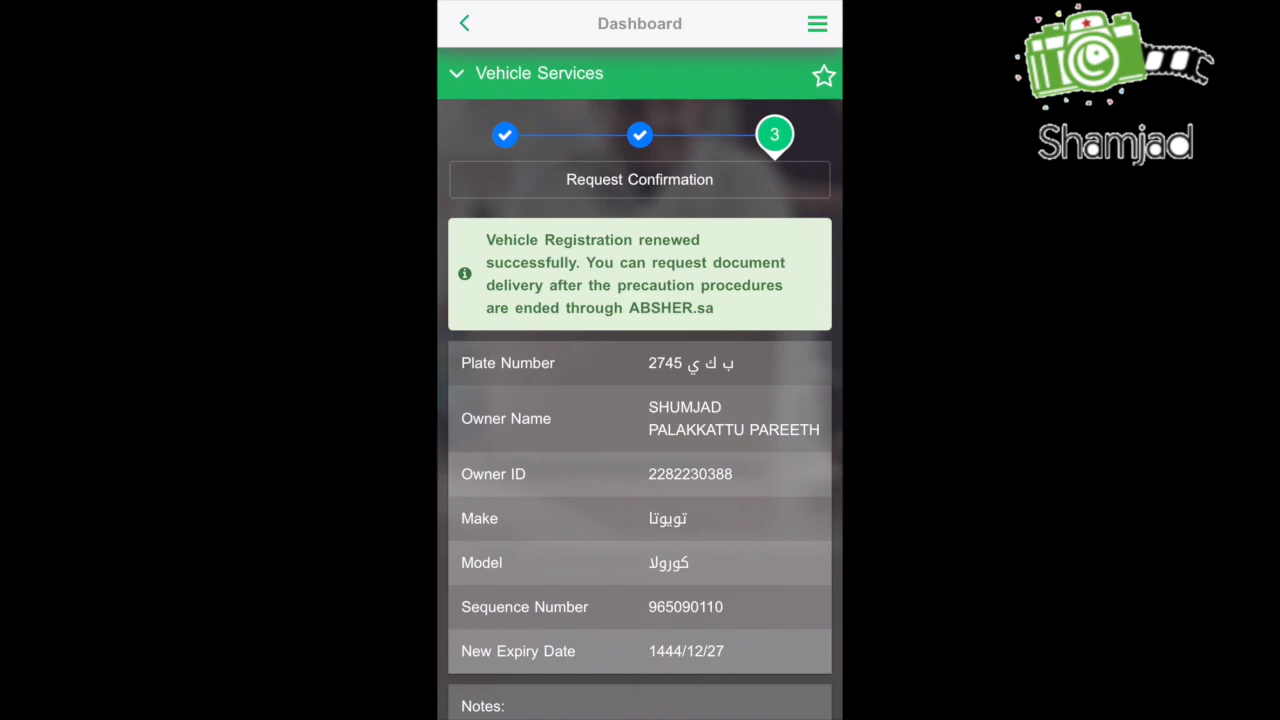 Dashboard
Vehicle Services
3
Request Confirmation
Vehicle Registration renewed
successfully. You can request document
delivery after the precaution procedures
are ended through ABSHER.sa
Plate Number ب ك ي 2745
Owner Name SHUMJAD
PALAKKATTU PAREETH
Owner ID 2282230388
Make تويوتا
Model كورولا
Sequence Number 965090110
New Expiry Date 1444/12/27
Notes:
Shamjad